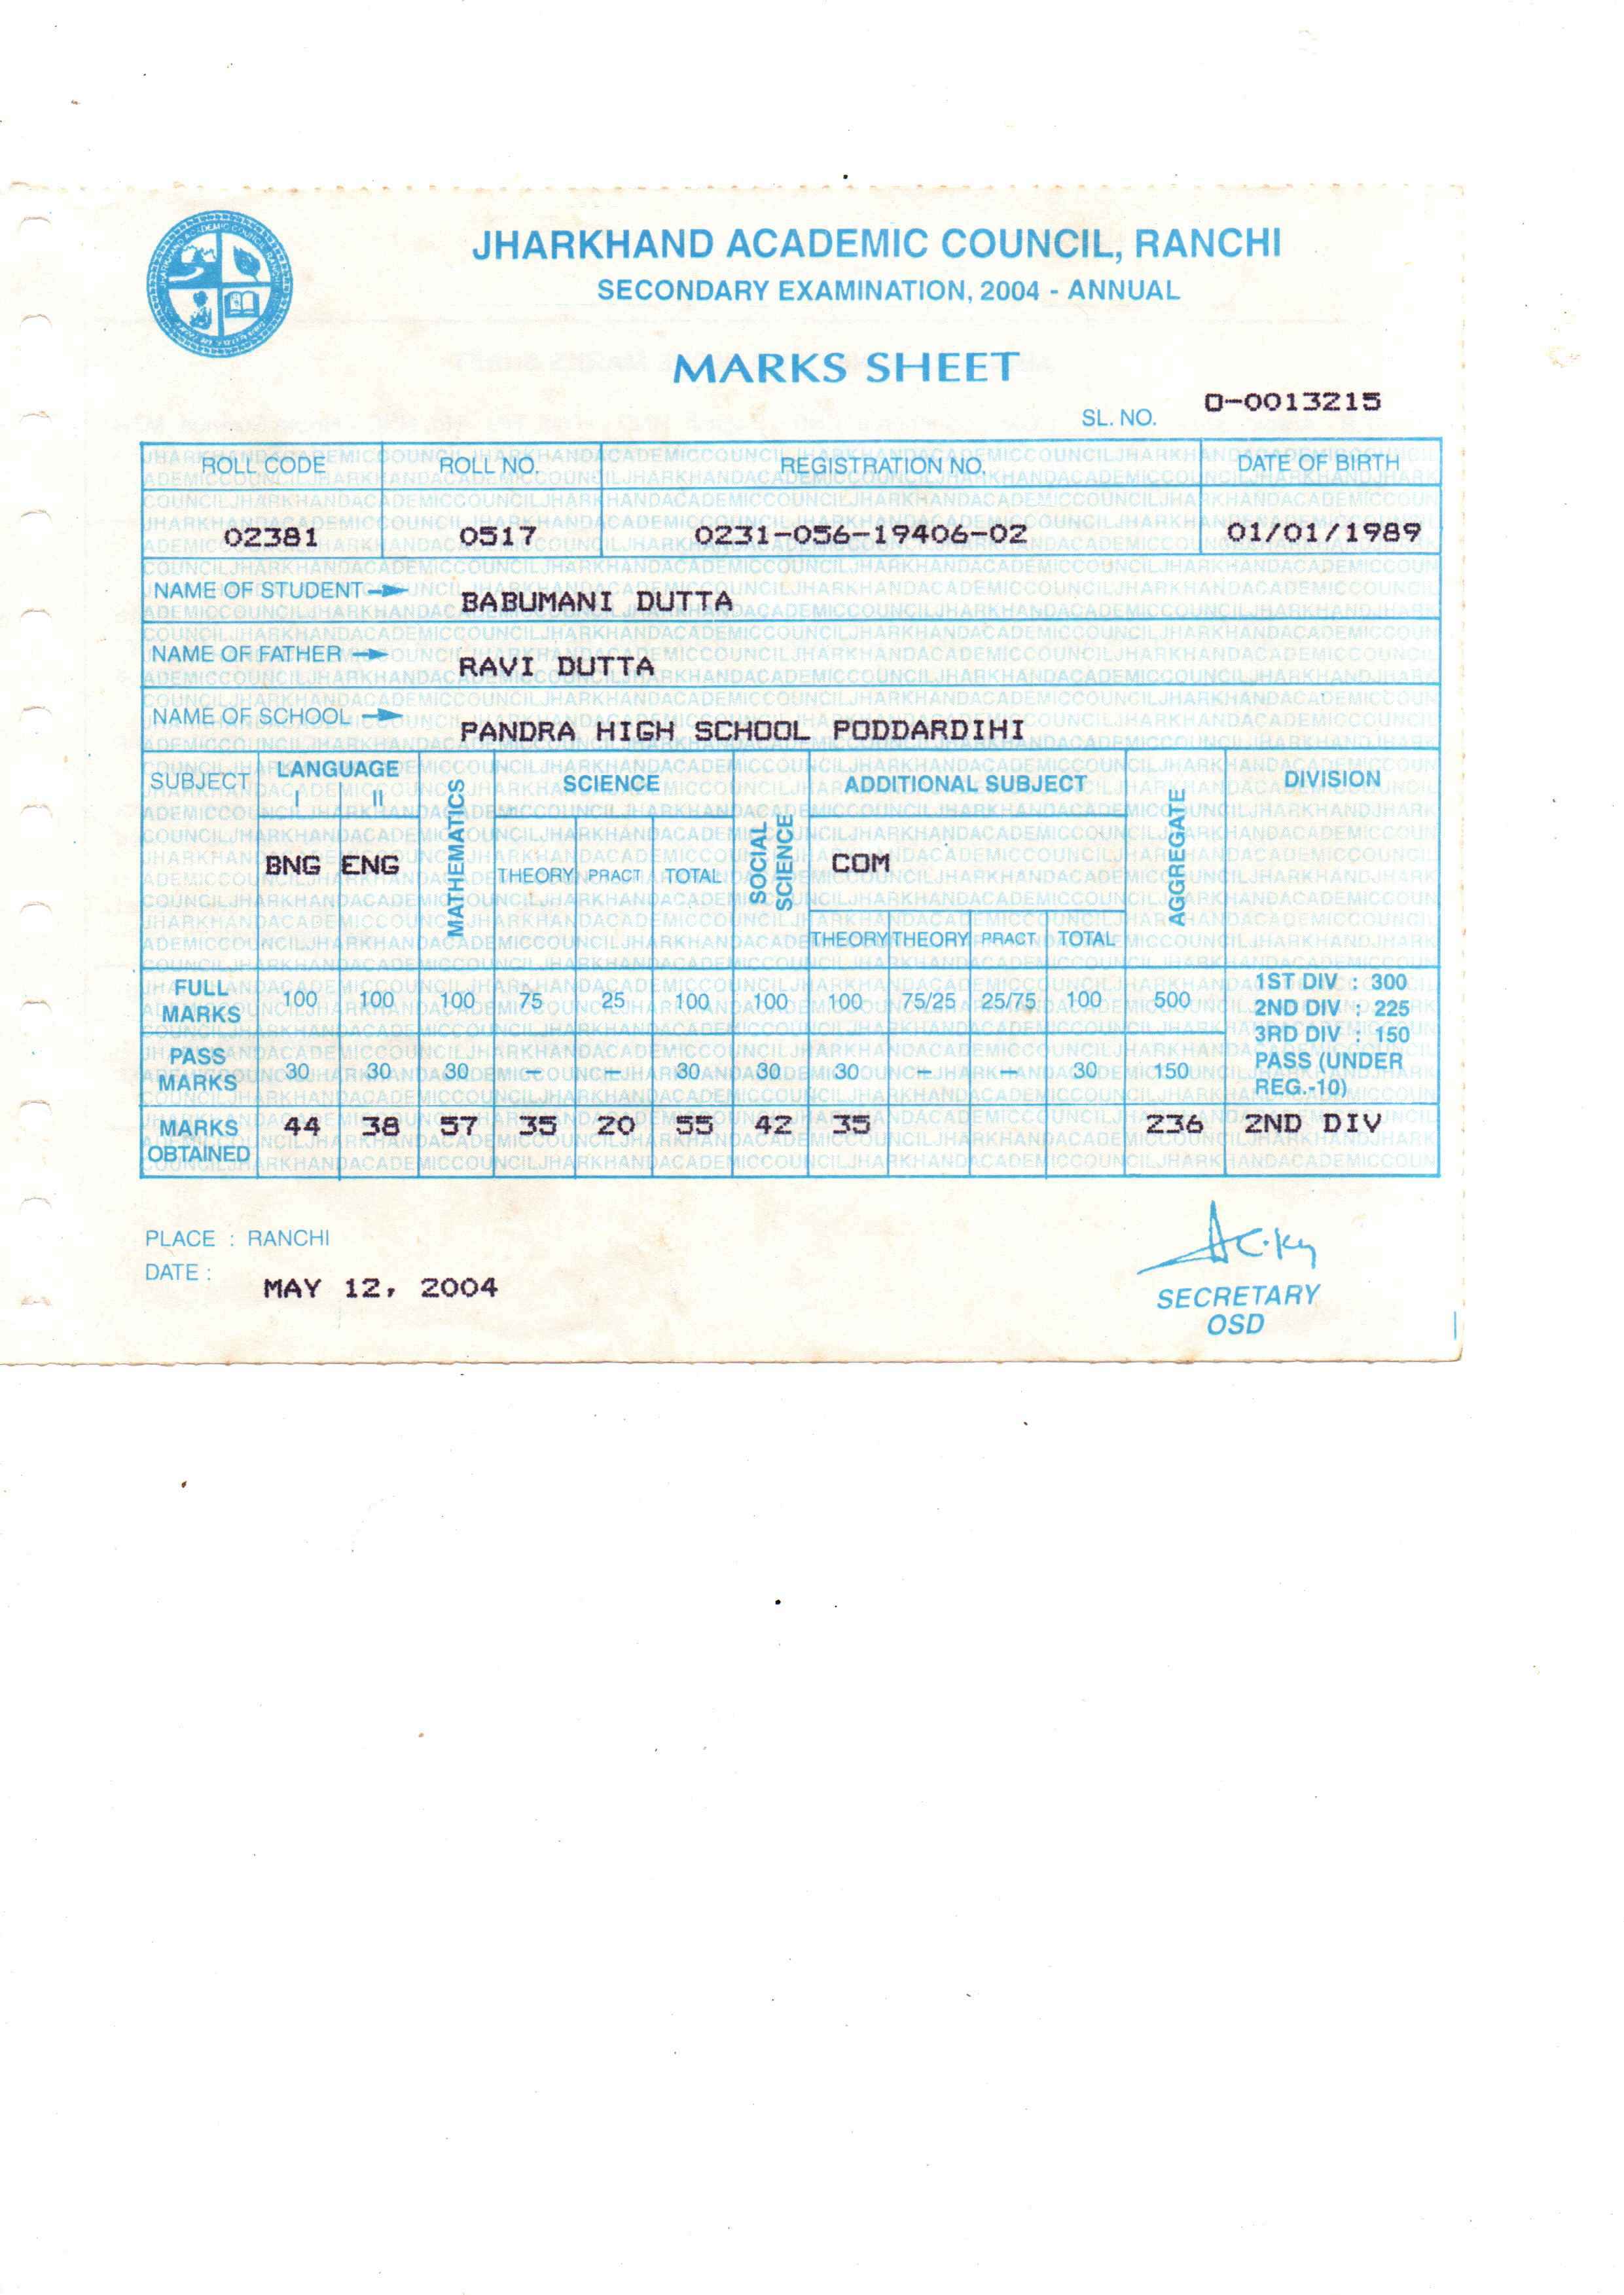 JHARKHAND ACADEMIC COUNCIL, RANCHI
SECONDARY EXAMINATION, 2004 - ANNUAL
MARKS SHEET
SL. NO. 0-0013215
ROLL CODE ROLL NO. REGISTRATION NO. DATE OF BIRTH
02381 0517 0231-056-19406-02 01/01/1989
NAME OF STUDENT BABUMANI DUTTA
NAME OF FATHER RAVI DUTTA
NAME OF SCHOOL PANDRA HIGH SCHOOL PODDARDIHI
SUBJECT LANGUAGE MATHEMATICS SCIENCE SOCIAL SCIENCE ADDITIONAL SUBJECT AGGREGATE DIVISION
I II
BNG ENG THEORY PRACT TOTAL COM
THEORY THEORY PRACT TOTAL
FULL MARKS 100 100 100 75 25 100 100 100 75/25 25/75 100 500 1ST DIV : 300
2ND DIV : 225
3RD DIV : 150
PASS MARKS 30 30 30 – – 30 30 30 – – 30 150 PASS (UNDER
REG.-10)
MARKS OBTAINED 44 38 57 35 20 55 42 35 236 2ND DIV
PLACE : RANCHI
DATE : MAY 12, 2004
SECRETARY
OSD